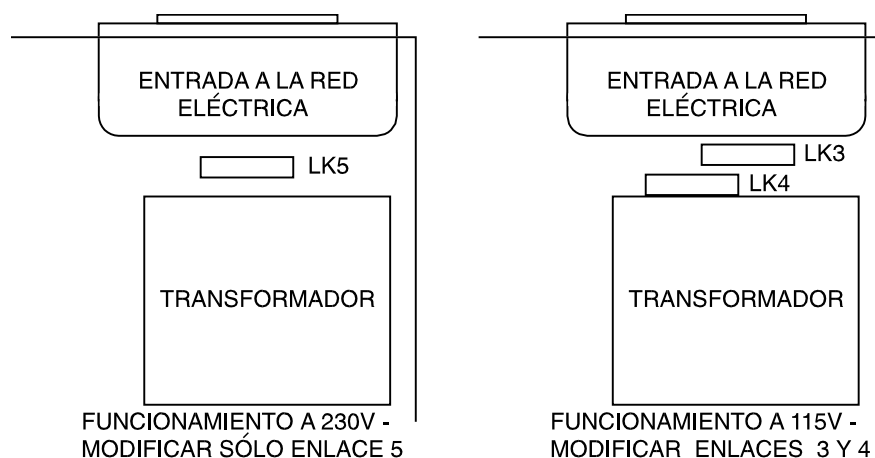 ENTRADA A LA RED
ELÉCTRICA
LK5
TRANSFORMADOR
FUNCIONAMIENTO A 230V -
MODIFICAR SÓLO ENLACE 5
ENTRADA A LA RED
ELÉCTRICA
LK3
LK4
TRANSFORMADOR
FUNCIONAMIENTO A 115V -
MODIFICAR ENLACES 3 Y 4